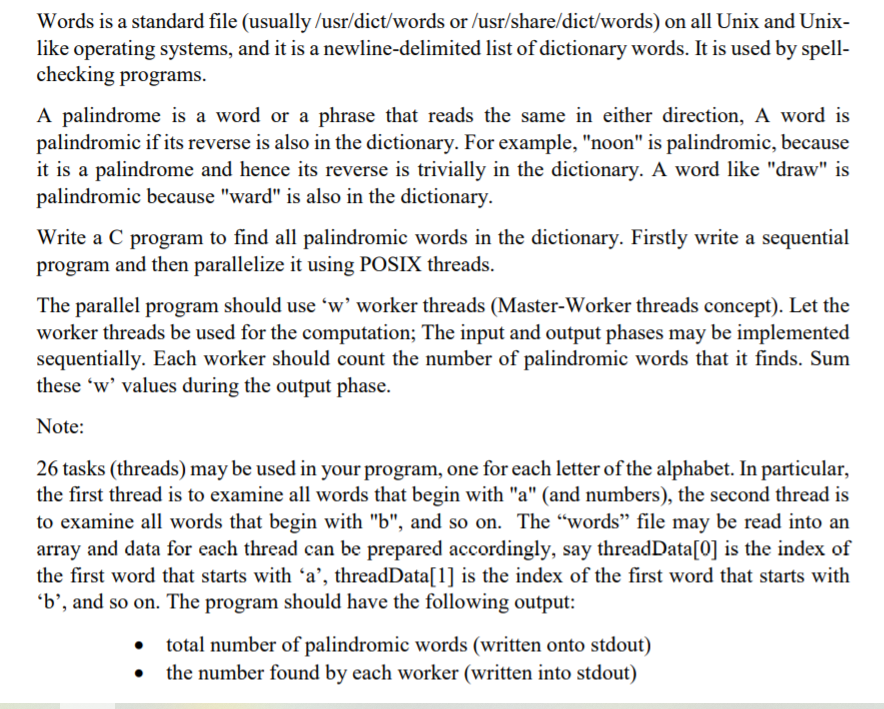 Words is a standard file (usually /usr/dict/words or /usr/share/dict/words) on all Unix and Unix-
like operating systems, and it is a newline-delimited list of dictionary words. It is used by spell-
checking programs.
A palindrome is a word or a phrase that reads the same in either direction, A word is
palindromic if its reverse is also in the dictionary. For example, "noon" is palindromic, because
it is a palindrome and hence its reverse is trivially in the dictionary. A word like "draw" is
palindromic because "ward" is also in the dictionary.
Write a C program to find all palindromic words in the dictionary. Firstly write a sequential
program and then parallelize it using POSIX threads.
The parallel program should use ‘w’ worker threads (Master-Worker threads concept). Let the
worker threads be used for the computation; The input and output phases may be implemented
sequentially. Each worker should count the number of palindromic words that it finds. Sum
these ‘w’ values during the output phase.
Note:
26 tasks (threads) may be used in your program, one for each letter of the alphabet. In particular,
the first thread is to examine all words that begin with "a" (and numbers), the second thread is
to examine all words that begin with "b", and so on. The “words” file may be read into an
array and data for each thread can be prepared accordingly, say threadData[0] is the index of
the first word that starts with ‘a’, threadData[1] is the index of the first word that starts with
‘b’, and so on. The program should have the following output:
• total number of palindromic words (written onto stdout)
• the number found by each worker (written into stdout)